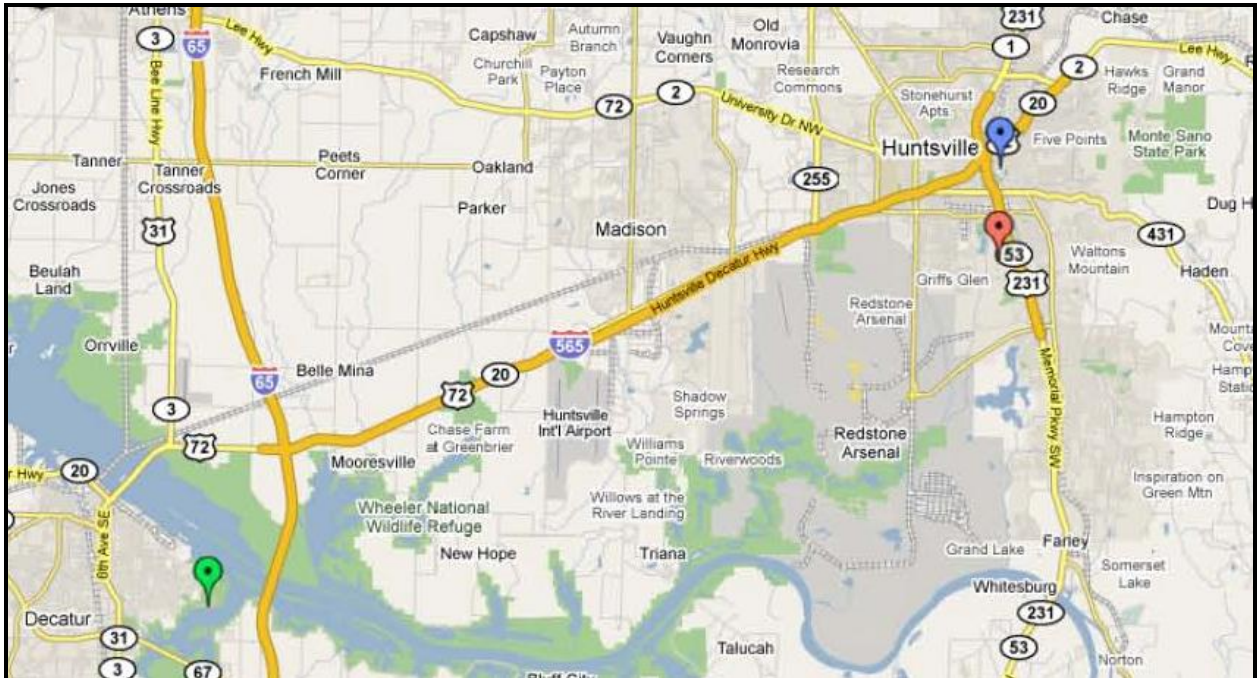 Athens
3
65
Lee Hwy
French Mill
Capshaw
Churchill
Park
Autumn
Branch
Payton
Place
Vaughn
Corners
Old
Monrovia
Research
Commons
231
1
Chase
2
Lee Hwy
Hawks
Ridge
Grand
Manor
20
72
2
University Dr NW
Stonehurst
Apts
Huntsville
Five Points
Monte Sano
State Park
Bee Line Hwy
Tanner
Tanner
Crossroads
Peets
Corner
Oakland
Jones
Crossroads
255
Parker
Madison
Dug H
31
53
431
Waltons
Mountain
Haden
Beulah
Land
Huntsville Decatur Hwy
Griffs Glen
231
Redstone
Arsenal
Orrville
565
65
Belle Mina
20
72
Memorial Pkwy SW
3
Huntsville
Int'l Airport
Shadow
Springs
Hampton
Ridge
72
Chase Farm
at Greenbrier
Mooresville
Williams
Pointe
Riverwoods
Redstone
Arsenal
20
r Hwy
Inspiration on
Green Mtn
Wheeler National
Wildlife Refuge
Willows at the
River Landing
6th Ave SE
New Hope
Triana
Grand Lake
Farley
Somerset
Lake
Whitesburg
Decatur
31
231
3
67
Talucah
53
Norton